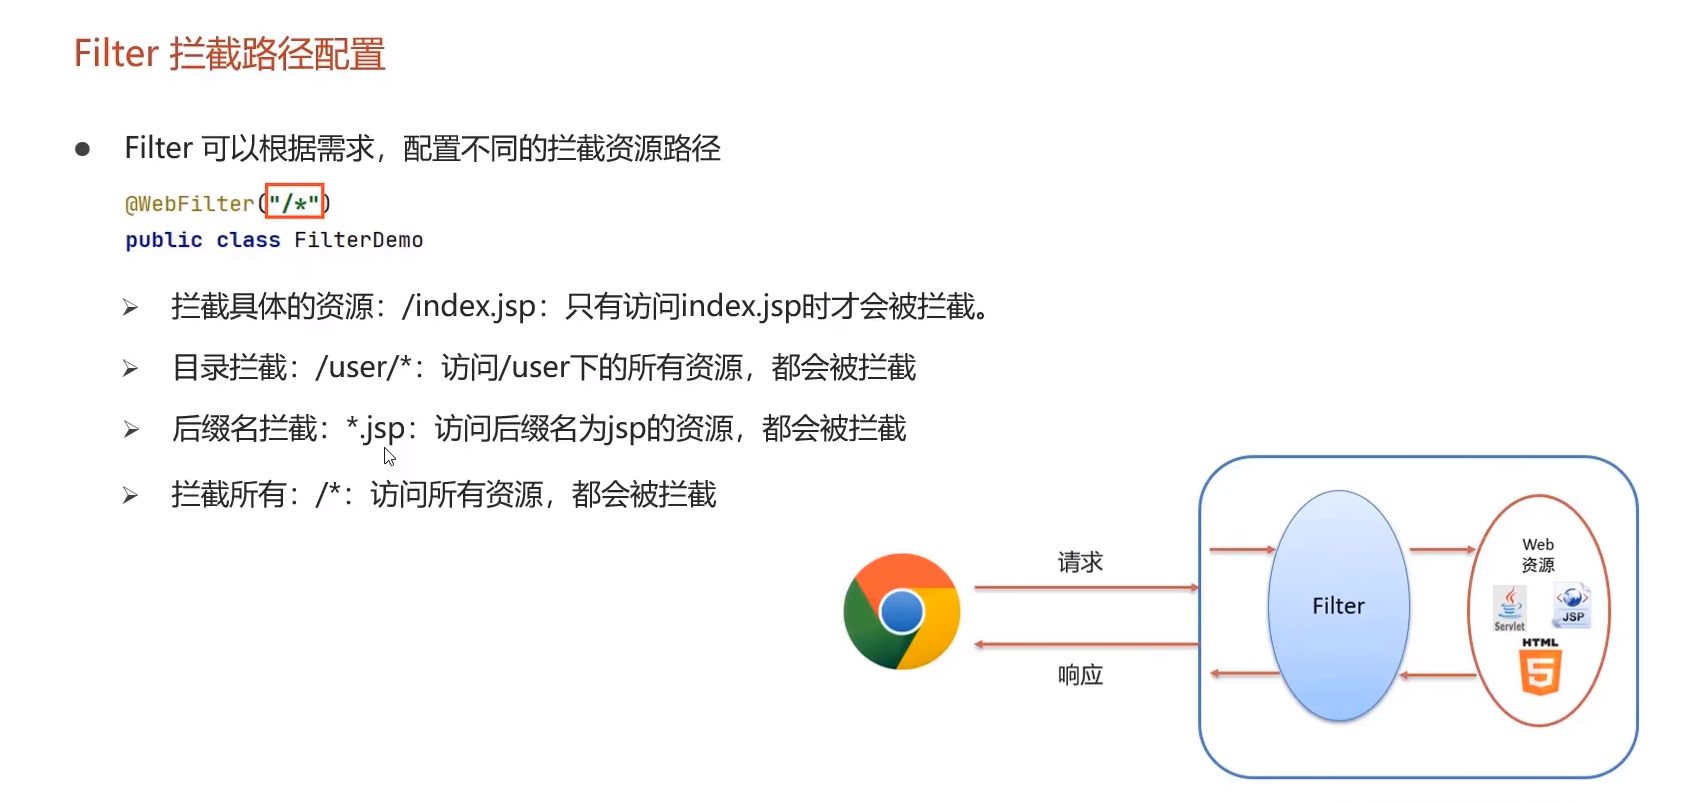 Filter 拦截路径配置
● Filter 可以根据需求，配置不同的拦截资源路径
@WebFilter("/*")
public class FilterDemo
➢ 拦截具体的资源：/index.jsp：只有访问index.jsp时才会被拦截。
➢ 目录拦截：/user/*：访问/user下的所有资源，都会被拦截
➢ 后缀名拦截：*.jsp：访问后缀名为jsp的资源，都会被拦截
➢ 拦截所有：/*：访问所有资源，都会被拦截
请求
响应
Filter
Web
资源
Servlet
JSP
HTML
5